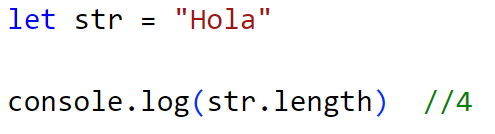 let str = "Hola"
console.log(str.length)  //4